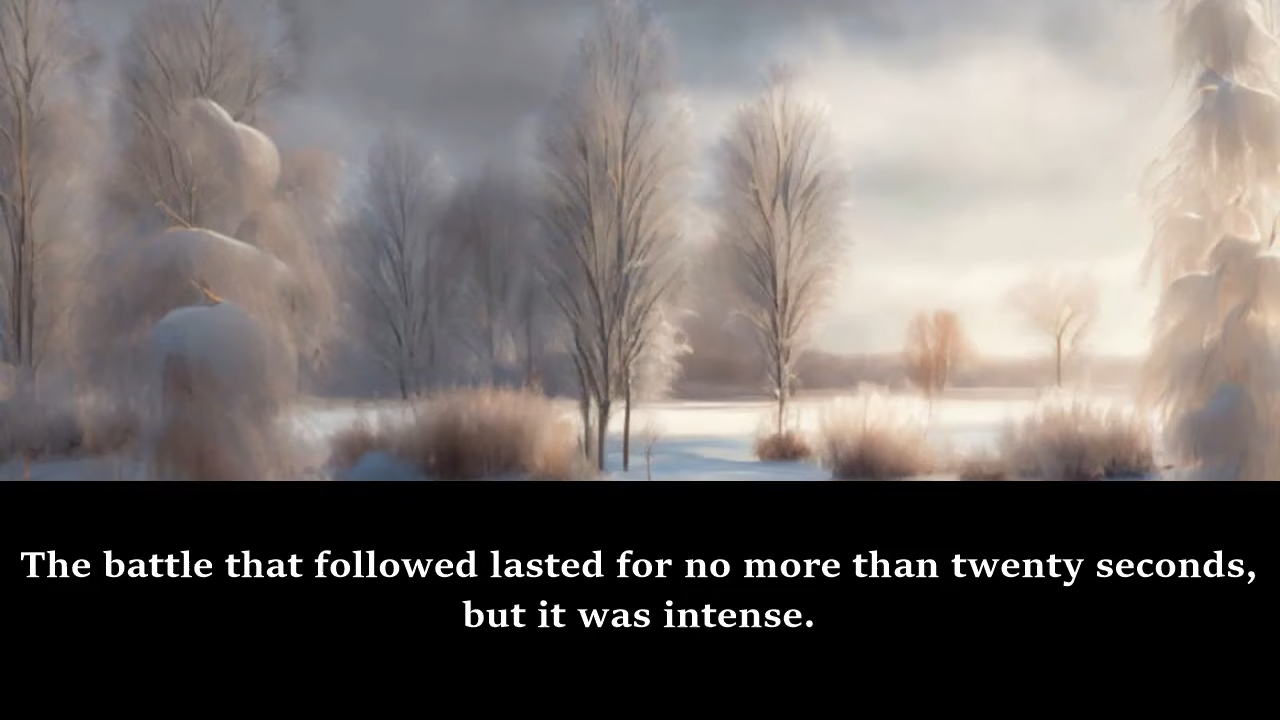 The battle that followed lasted for no more than twenty seconds,
but it was intense.